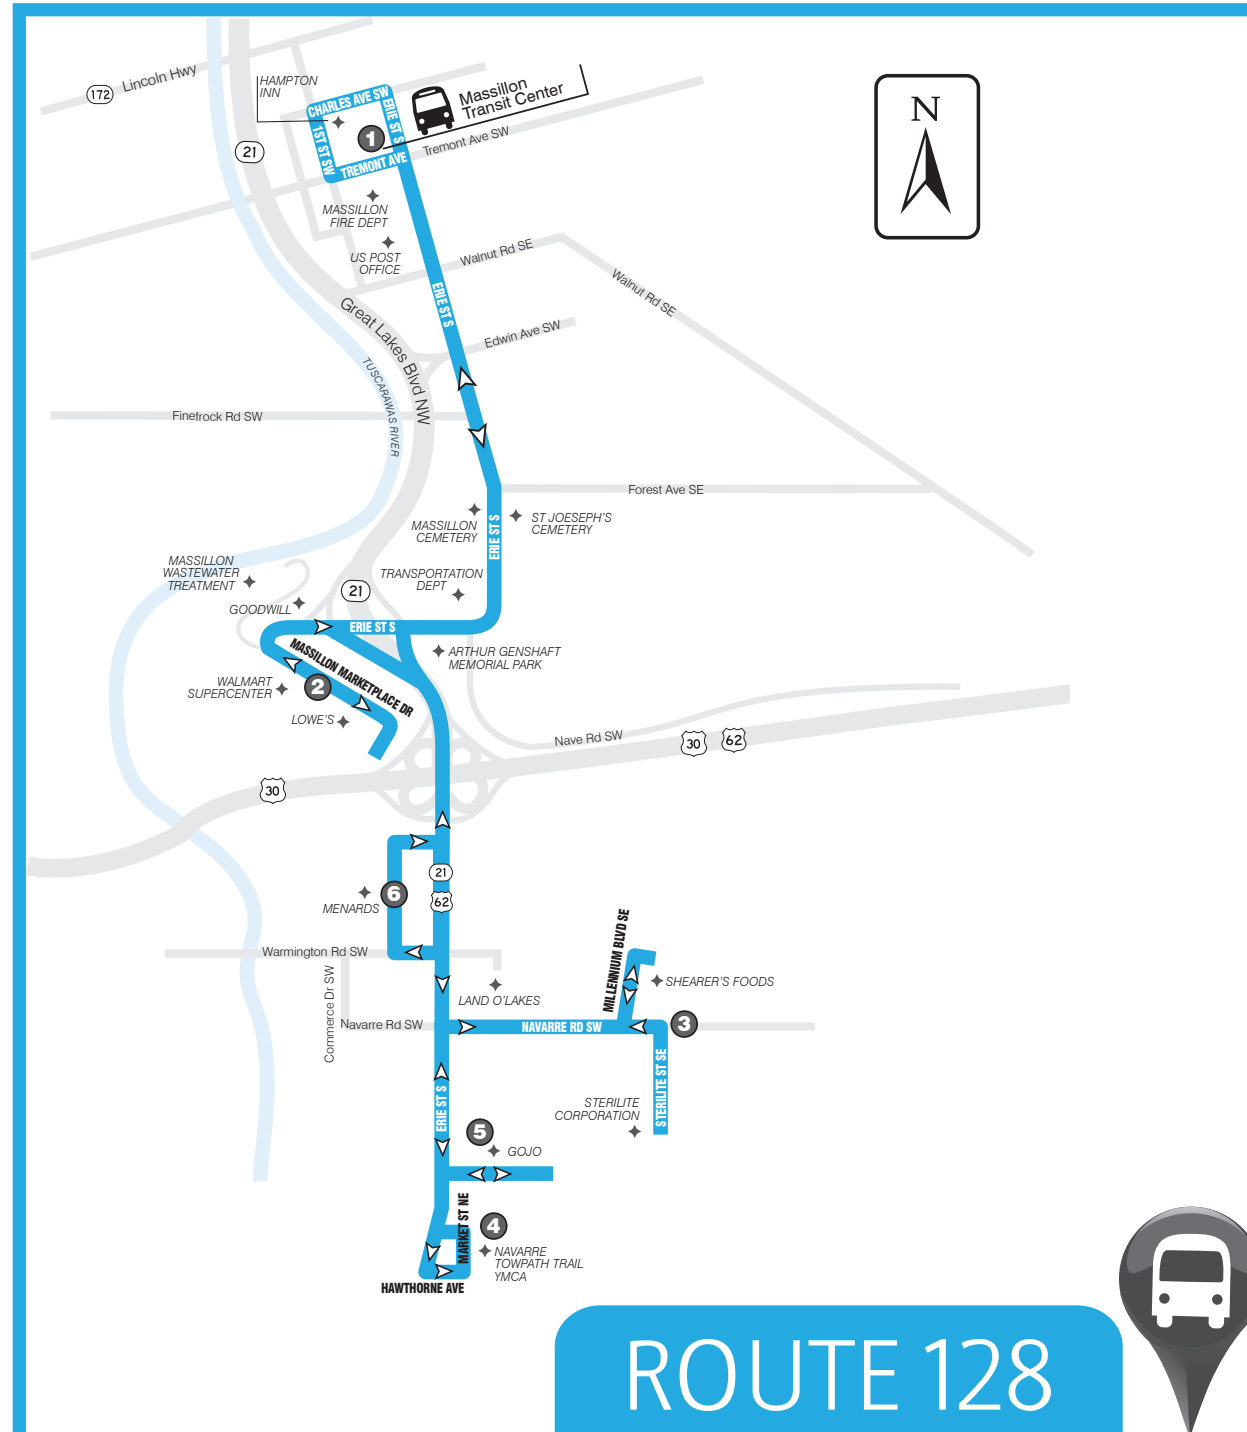 Lincoln Hwy
172
HAMPTON
INN
CHARLES AVE SW
ERIE ST S
1ST ST SW
TREMONT AVE
1
Massillon
Transit Center
Tremont Ave SW
N
21
MASSILLON
FIRE DEPT
US POST
OFFICE
Walnut Rd SE
Walnut Rd SE
ERIE ST S
Great Lakes Blvd NW
Edwin Ave SW
TUSCARAWAS RIVER
Finefrock Rd SW
Forest Ave SE
MASSILLON
CEMETERY
ERIE ST S
ST JOESEPH'S
CEMETERY
MASSILLON
WASTEWATER
TREATMENT
TRANSPORTATION
DEPT
21
GOODWILL
ERIE ST S
MASSILLON MARKETPLACE DR
ARTHUR GENSHAFT
MEMORIAL PARK
WALMART
SUPERCENTER
2
LOWE'S
Nave Rd SW
30
62
30
21
62
6
MENARDS
Warmington Rd SW
MILLENNIUM BLVD SE
SHEARER'S FOODS
LAND O'LAKES
Commerce Dr SW
Navarre Rd SW
NAVARRE RD SW
3
STERILITE ST SE
STERILITE
CORPORATION
ERIE ST S
5
GOJO
MARKET ST NE
4
NAVARRE
TOWPATH TRAIL
YMCA
HAWTHORNE AVE
ROUTE 128